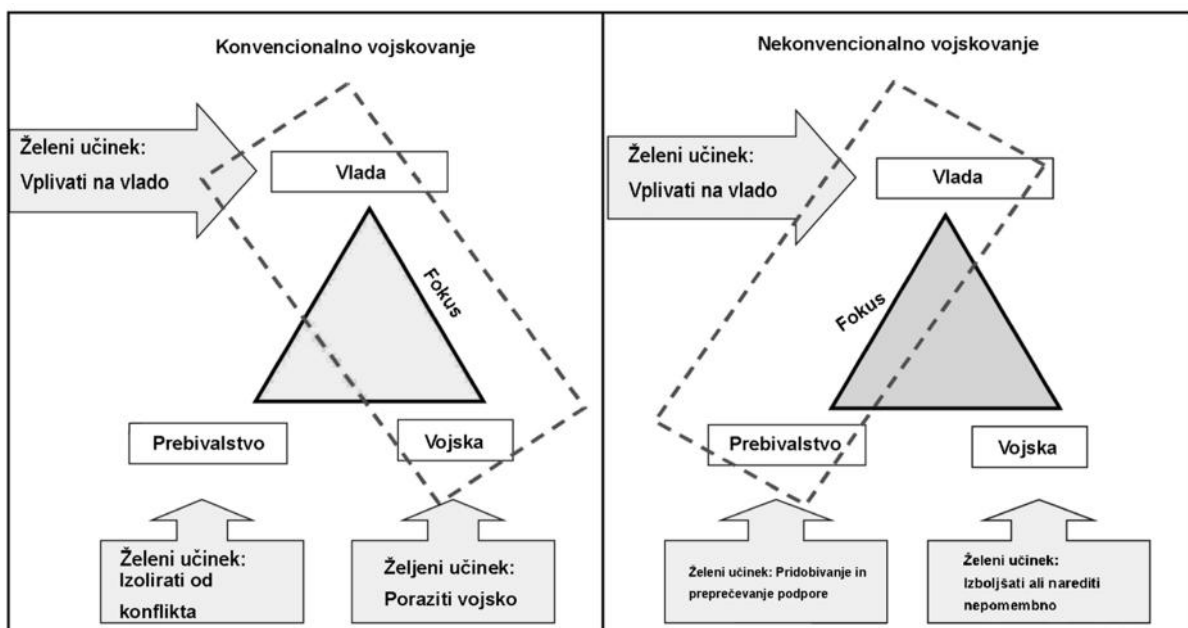 Konvencionalno vojskovanje
Želeni učinek:
Vplivati na vlado
Vlada
Fokus
Prebivalstvo
Vojska
Želeni učinek:
Izolirati od
konflikta
Željeni učinek:
Poraziti vojsko
Nekonvencionalno vojskovanje
Želeni učinek:
Vplivati na vlado
Vlada
Fokus
Prebivalstvo
Vojska
Želeni učinek: Pridobivanje in
preprečevanje podpore
Želeni učinek:
Izboljšati ali narediti
nepomembno